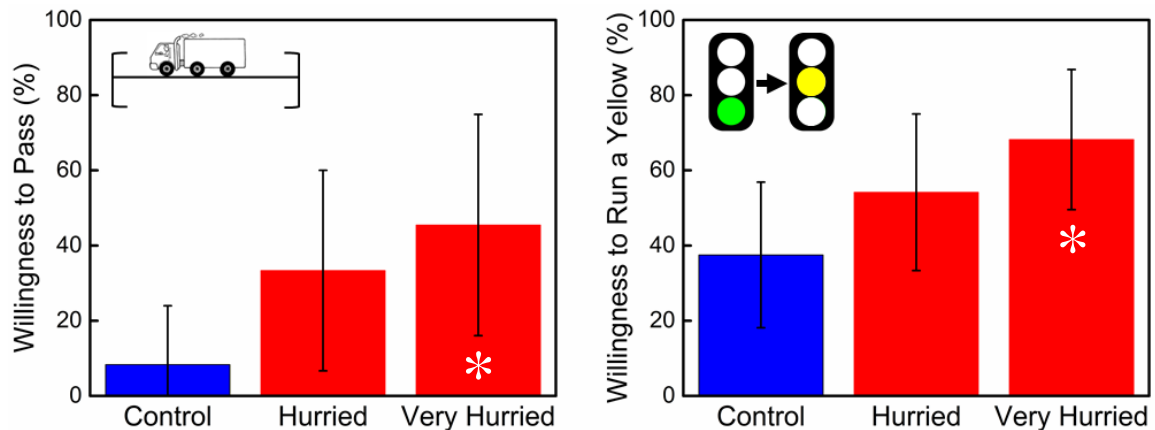 Willingness to Pass (%)
100
80
60
40
20
0
Control
Hurried
Very Hurried
*
Willingness to Run a Yellow (%)
100
80
60
40
20
0
Control
Hurried
Very Hurried
*